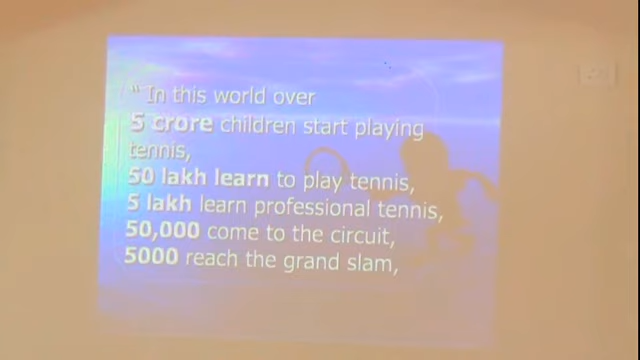 “ In this world over
5 crore children start playing
tennis,
50 lakh learn to play tennis,
5 lakh learn professional tennis,
50,000 come to the circuit,
5000 reach the grand slam,